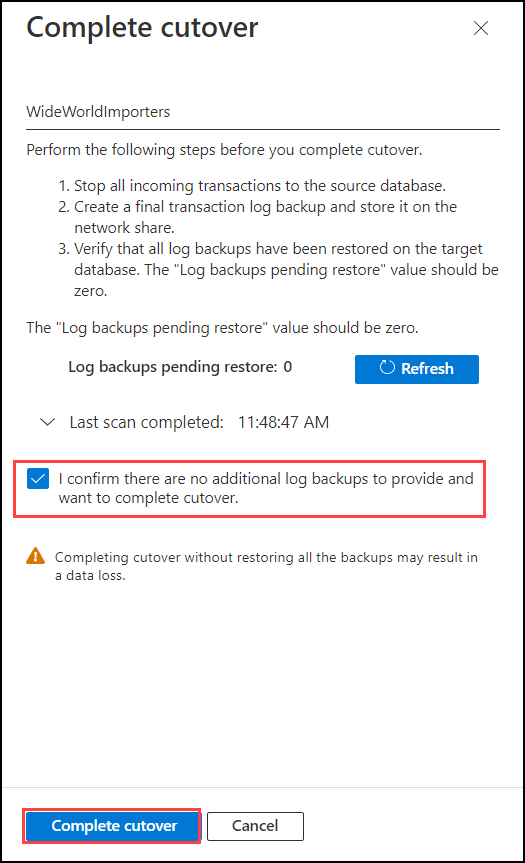 Complete cutover
WideWorldImporters
Perform the following steps before you complete cutover.
1. Stop all incoming transactions to the source database.
2. Create a final transaction log backup and store it on the
network share.
3. Verify that all log backups have been restored on the target
database. The "Log backups pending restore" value should be
zero.
The "Log backups pending restore" value should be zero.
Log backups pending restore: 0
Refresh
Last scan completed: 11:48:47 AM
I confirm there are no additional log backups to provide and
want to complete cutover.
Completing cutover without restoring all the backups may result in
a data loss.
Complete cutover
Cancel